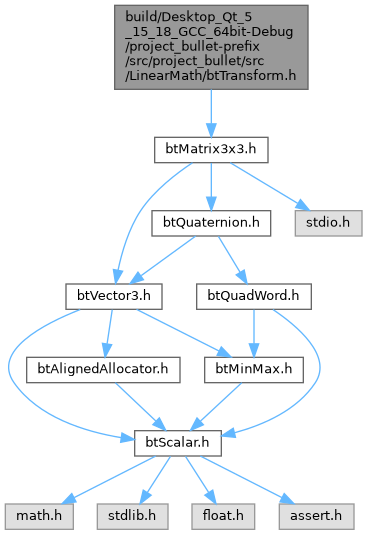 build/Desktop_Qt_5
_15_18_GCC_64bit-Debug
/project_bullet-prefix
/src/project_bullet/src
/LinearMath/btTransform.h
btMatrix3x3.h
btQuaternion.h
stdio.h
btVector3.h
btQuadWord.h
btAlignedAllocator.h
btMinMax.h
btScalar.h
math.h
stdlib.h
float.h
assert.h